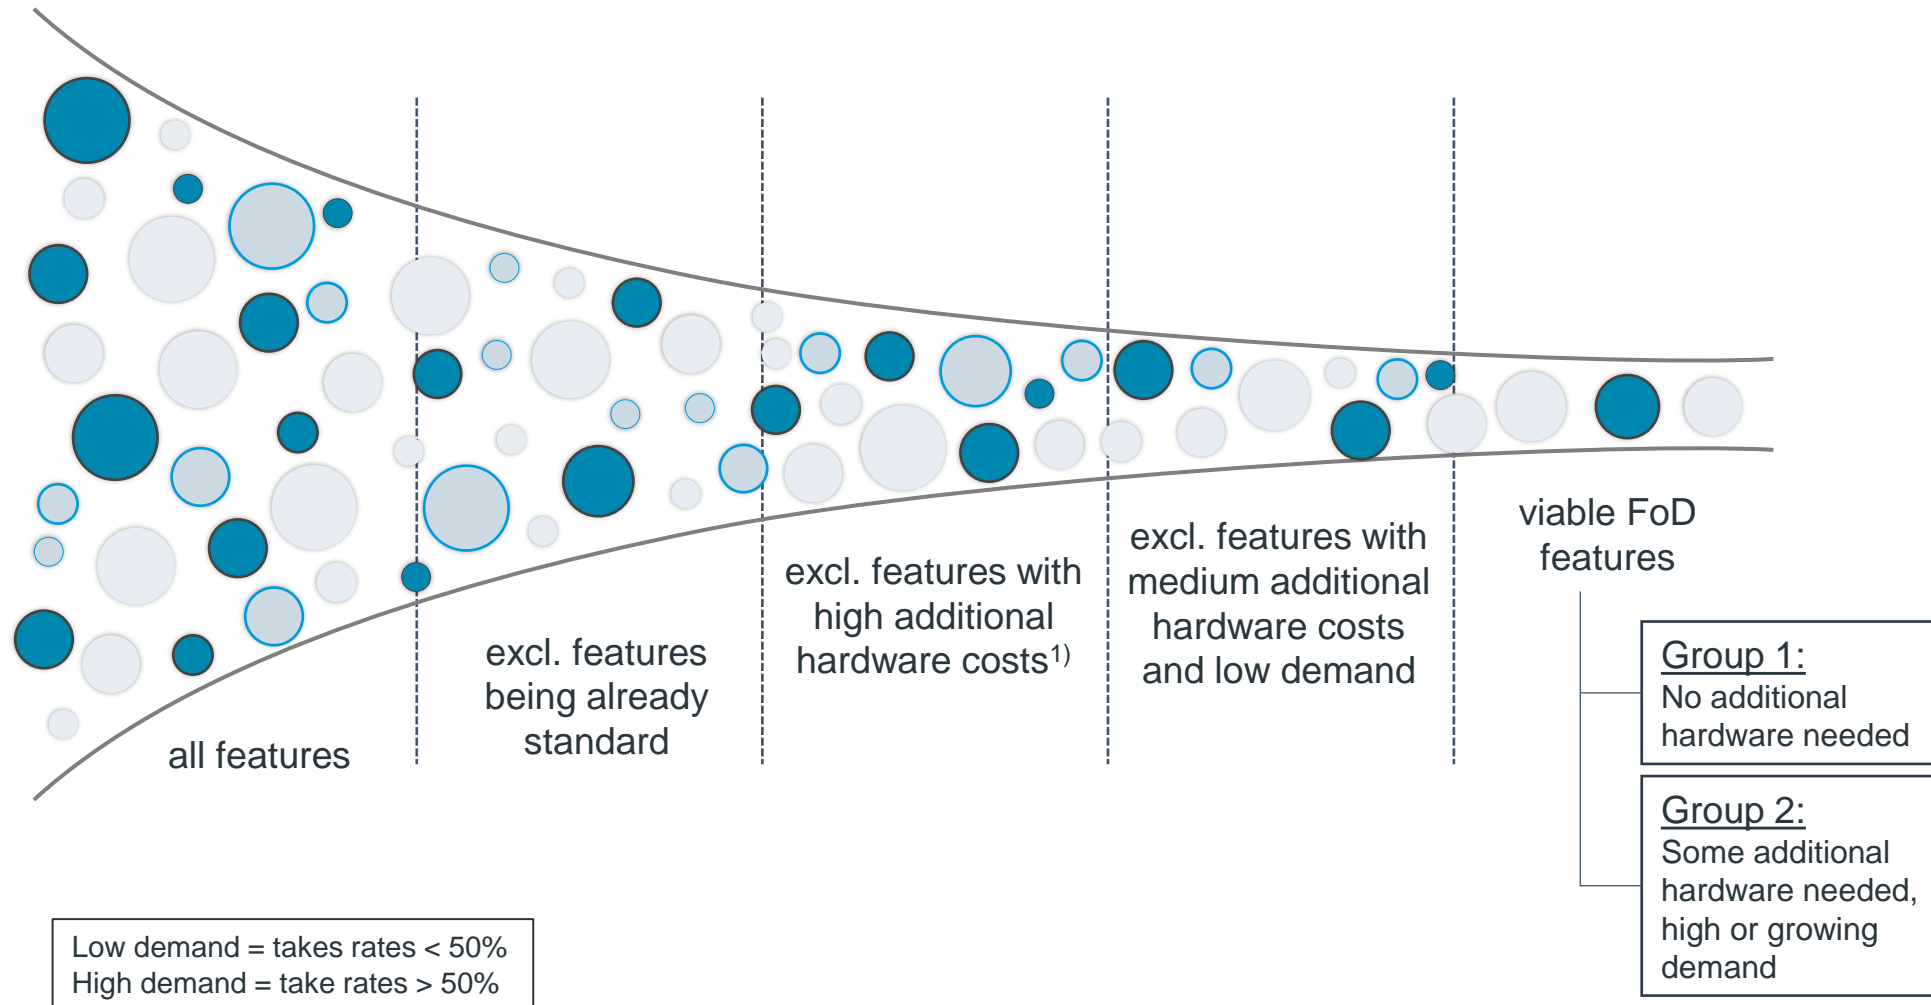 all features
excl. features
being already
standard
excl. features with
high additional
hardware costs¹⁾
excl. features with
medium additional
hardware costs
and low demand
viable FoD
features
Group 1:
No additional
hardware needed
Group 2:
Some additional
hardware needed,
high or growing
demand
Low demand = takes rates < 50%
High demand = take rates > 50%